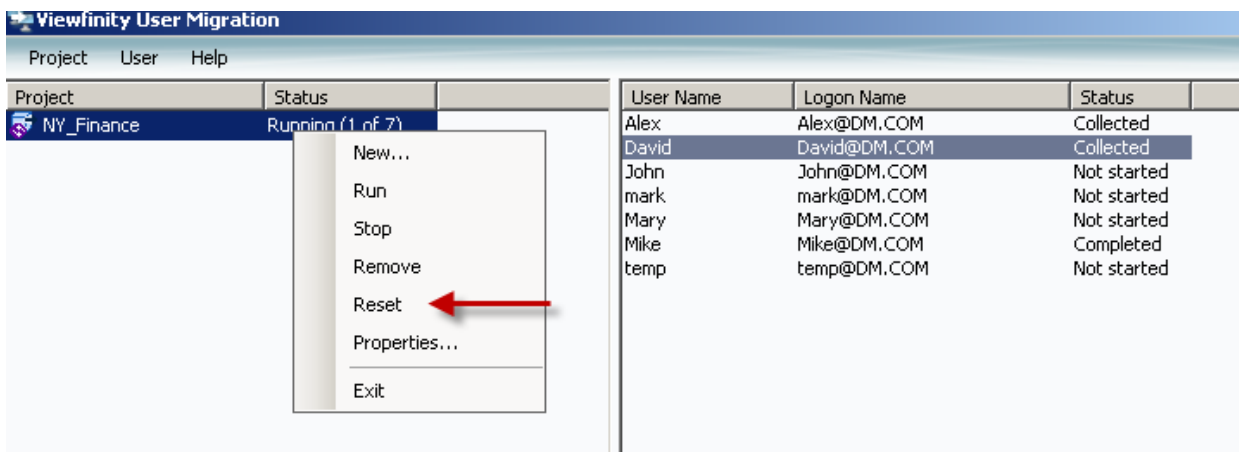 Viewfinity User Migration
Project User Help
Project Status
NY_Finance Running (1 of 7)
New...
Run
Stop
Remove
Reset
Properties...
Exit
User Name Logon Name Status
Alex Alex@DM.COM Collected
David David@DM.COM Collected
John John@DM.COM Not started
mark mark@DM.COM Not started
Mary Mary@DM.COM Not started
Mike Mike@DM.COM Completed
temp temp@DM.COM Not started